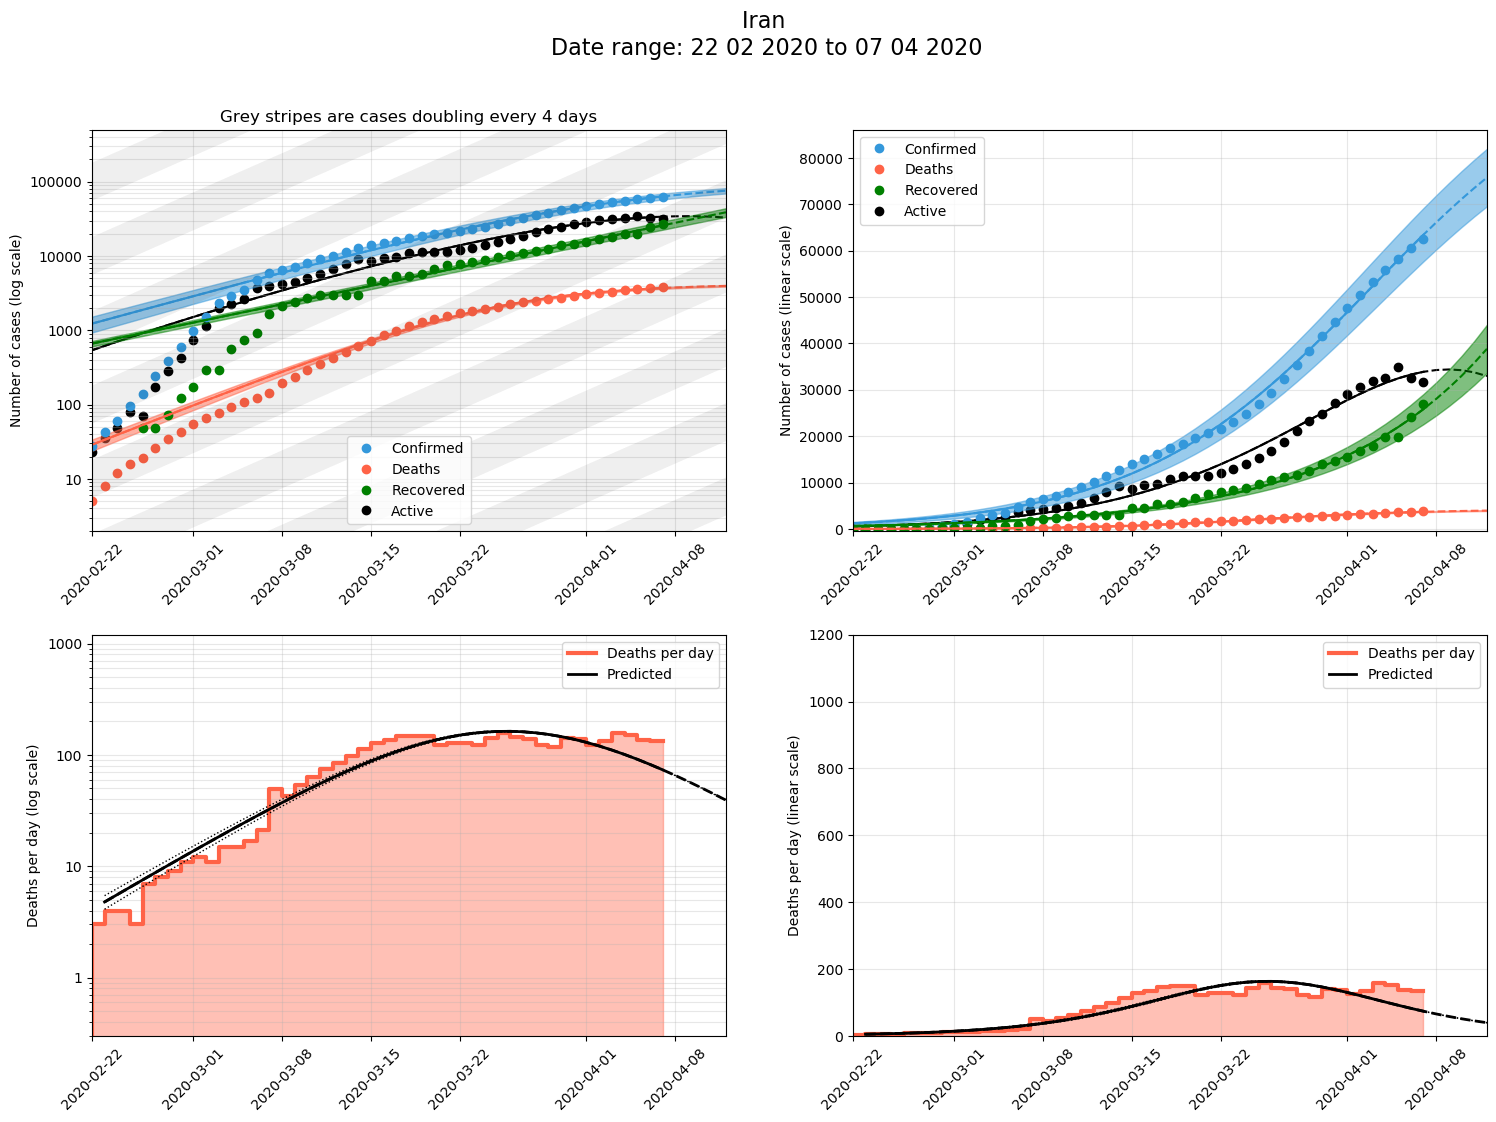 Iran
Date range: 22 02 2020 to 07 04 2020
Grey stripes are cases doubling every 4 days
Number of cases (log scale)
100000
10000
1000
100
10
Confirmed
Deaths
Recovered
Active
2020-02-22
2020-03-01
2020-03-08
2020-03-15
2020-03-22
2020-04-01
2020-04-08
Number of cases (linear scale)
80000
70000
60000
50000
40000
30000
20000
10000
0
Confirmed
Deaths
Recovered
Active
2020-02-22
2020-03-01
2020-03-08
2020-03-15
2020-03-22
2020-04-01
2020-04-08
Deaths per day (log scale)
1000
100
10
1
Deaths per day
Predicted
2020-02-22
2020-03-01
2020-03-08
2020-03-15
2020-03-22
2020-04-01
2020-04-08
Deaths per day (linear scale)
1200
1000
800
600
400
200
0
Deaths per day
Predicted
2020-02-22
2020-03-01
2020-03-08
2020-03-15
2020-03-22
2020-04-01
2020-04-08